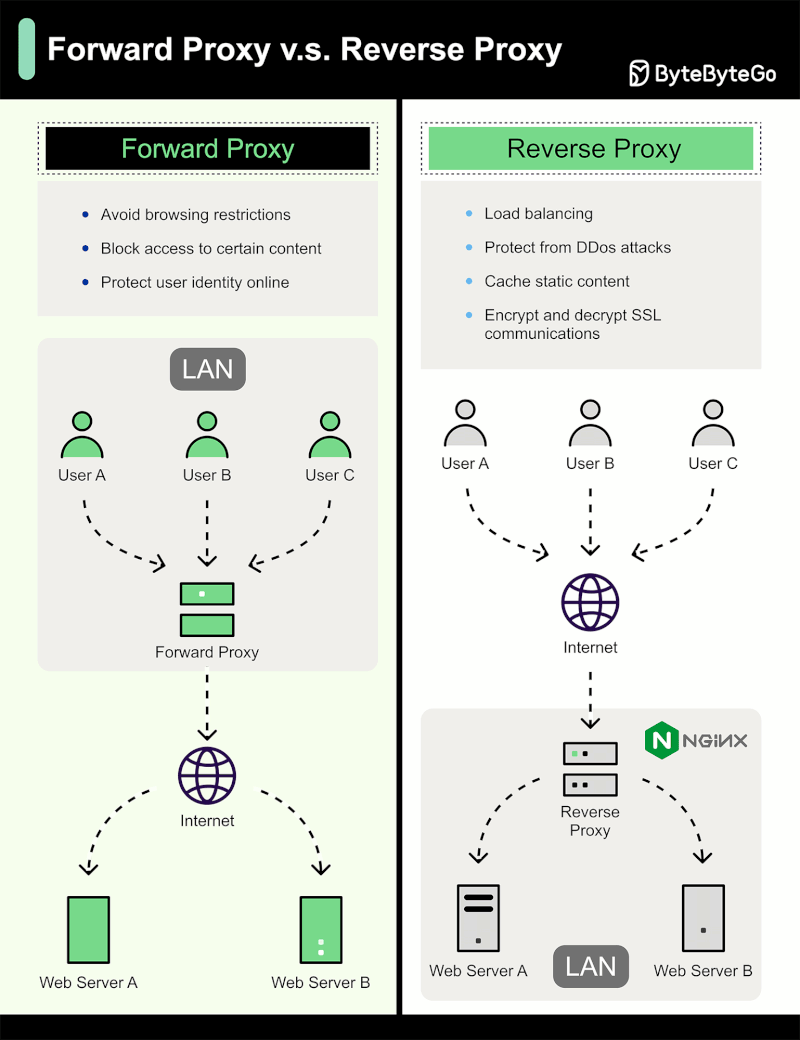 Forward Proxy v.s. Reverse Proxy
ByteByteGo
Forward Proxy
Avoid browsing restrictions
Block access to certain content
Protect user identity online
LAN
User A
User B
User C
Forward Proxy
Internet
Web Server A
Web Server B
Reverse Proxy
Load balancing
Protect from DDos attacks
Cache static content
Encrypt and decrypt SSL
communications
User A
User B
User C
Internet
N NGINX
Reverse
Proxy
Web Server A
LAN
Web Server B